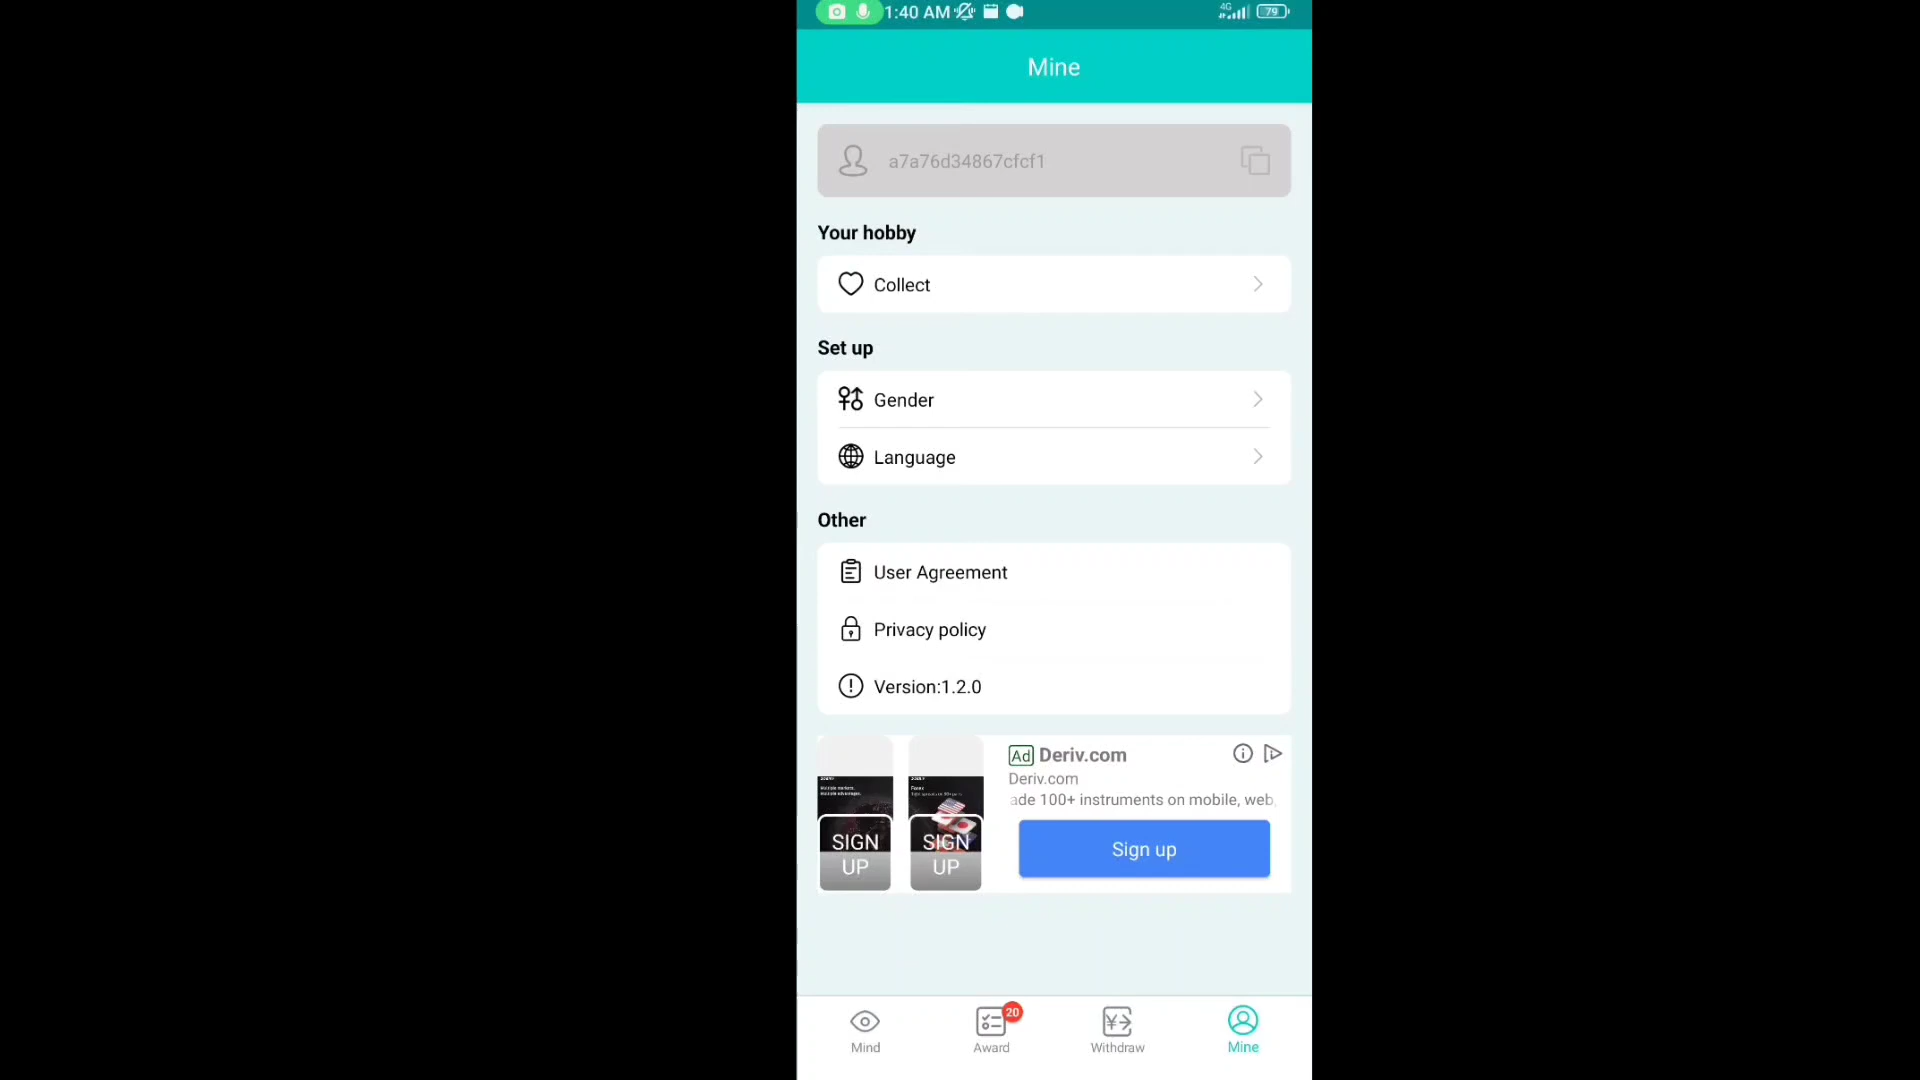 1:40 AM
4G
79
Mine
a7a76d34867cfcf1
Your hobby
Collect
Set up
Gender
Language
Other
User Agreement
Privacy policy
Version:1.2.0
SIGN
UP
SIGN
UP
Ad Deriv.com
Deriv.com
ade 100+ instruments on mobile, web,
Sign up
Mind
20
Award
Withdraw
Mine